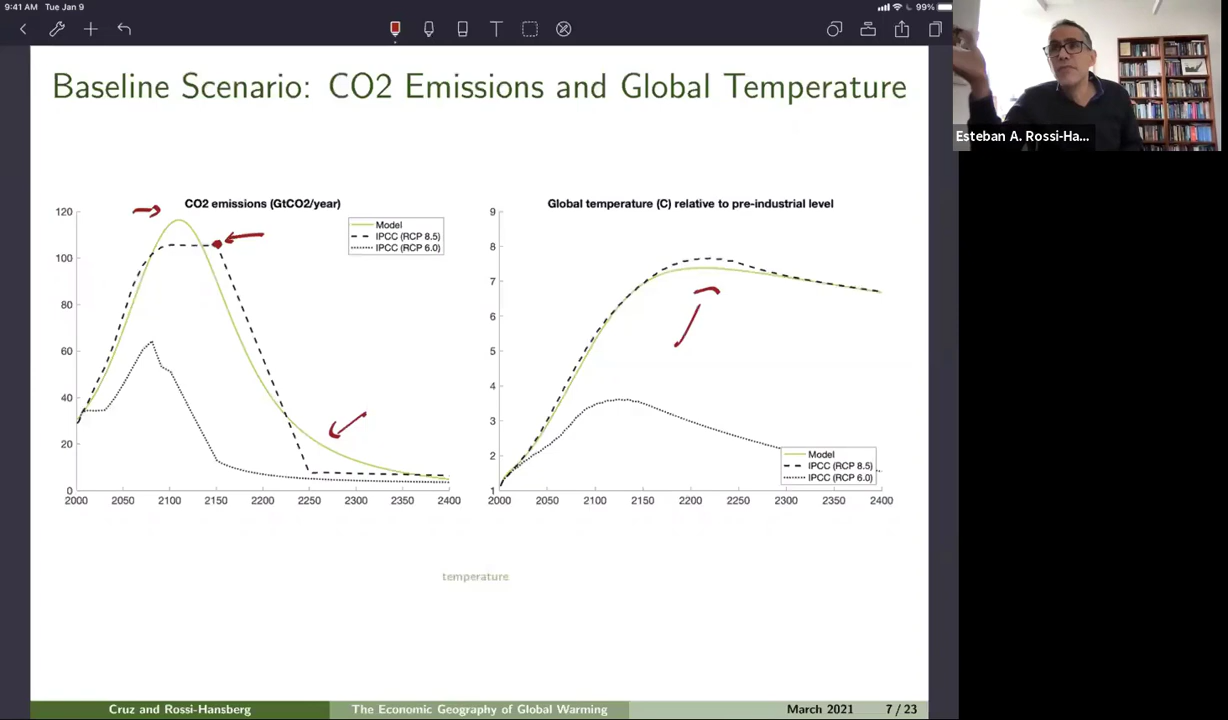 9:41 AM Tue Jan 9
99%
T
Baseline Scenario: CO2 Emissions and Global Temperature
Esteban A. Rossi-Ha...
CO2 emissions (GtCO2/year)
120
100
80
60
40
20
0
2000 2050 2100 2150 2200 2250 2300 2350 2400
Model
IPCC (RCP 8.5)
IPCC (RCP 6.0)
Global temperature (C) relative to pre-industrial level
9
8
7
6
5
4
3
2
1
2000 2050 2100 2150 2200 2250 2300 2350 2400
Model
IPCC (RCP 8.5)
IPCC (RCP 6.0)
temperature
Cruz and Rossi-Hansberg The Economic Geography of Global Warming March 2021 7 / 23